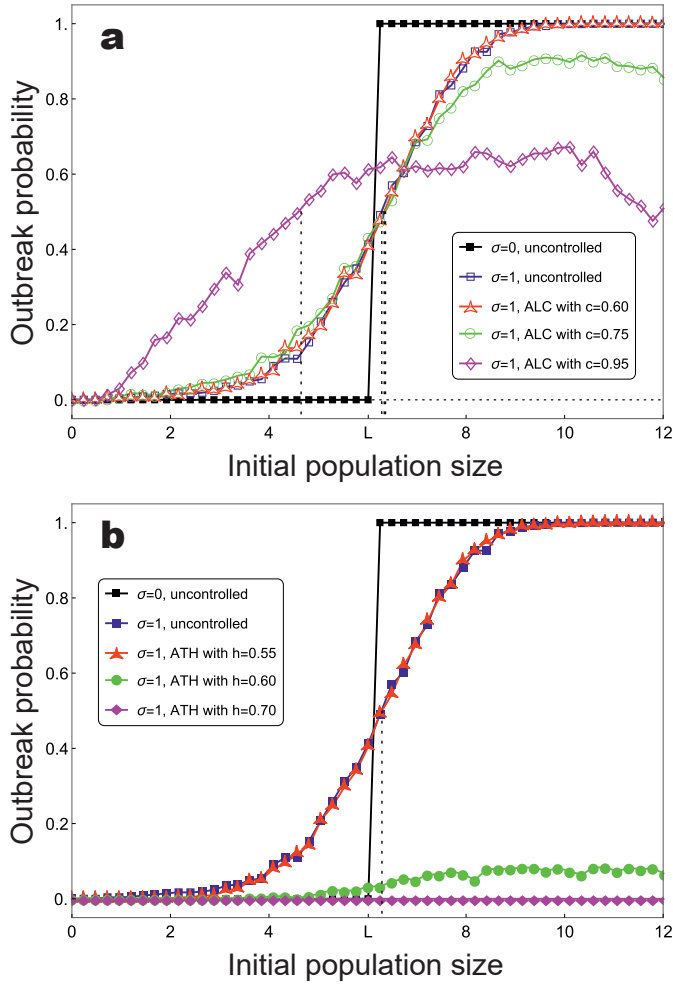 a
Outbreak probability
1.
0.8
0.6
0.4
0.2
0.
σ=0, uncontrolled
σ=1, uncontrolled
σ=1, ALC with c=0.60
σ=1, ALC with c=0.75
σ=1, ALC with c=0.95
0 2 4 L 8 10 12
Initial population size
b
Outbreak probability
1.
0.8
0.6
0.4
0.2
0.
σ=0, uncontrolled
σ=1, uncontrolled
σ=1, ATH with h=0.55
σ=1, ATH with h=0.60
σ=1, ATH with h=0.70
0 2 4 L 8 10 12
Initial population size